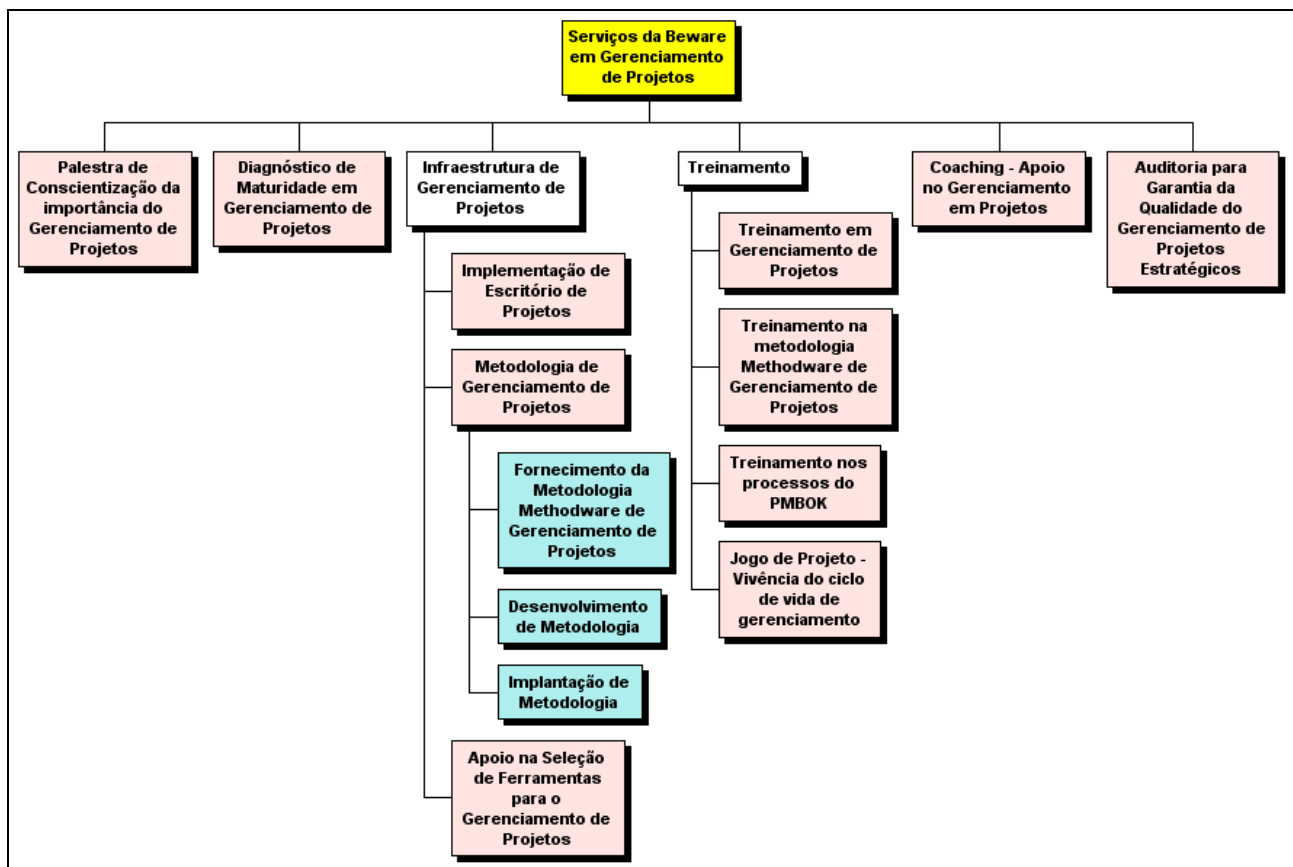 Serviços da Beware
em Gerenciamento
de Projetos
Palestra de
Conscientização da
importância do
Gerenciamento de
Projetos
Diagnóstico de
Maturidade em
Gerenciamento de
Projetos
Infraestrutura de
Gerenciamento de
Projetos
Implementação de
Escritório de
Projetos
Metodologia de
Gerenciamento de
Projetos
Fornecimento da
Metodologia
Methodware de
Gerenciamento de
Projetos
Desenvolvimento
de Metodologia
Implantação de
Metodologia
Apoio na Seleção
de Ferramentas
para o
Gerenciamento de
Projetos
Treinamento
Treinamento em
Gerenciamento de
Projetos
Treinamento na
metodologia
Methodware de
Gerenciamento de
Projetos
Treinamento nos
processos do
PMBOK
Jogo de Projeto -
Vivência do ciclo
de vida de
gerenciamento
Coaching - Apoio
no Gerenciamento
em Projetos
Auditoria para
Garantia da
Qualidade do
Gerenciamento de
Projetos
Estratégicos